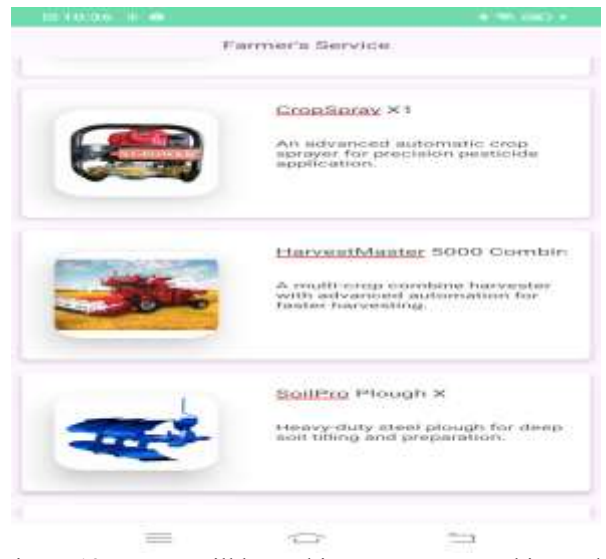 10:36
Farmer's Service
CropSpray X1
An advanced automatic crop
sprayer for precision pesticide
application.
HarvestMaster 5000 Combin
A multi-crop combine harvester
with advanced automation for
faster harvesting.
SoilPro Plough X
Heavy-duty steel plough for deep
soil tilling and preparation.